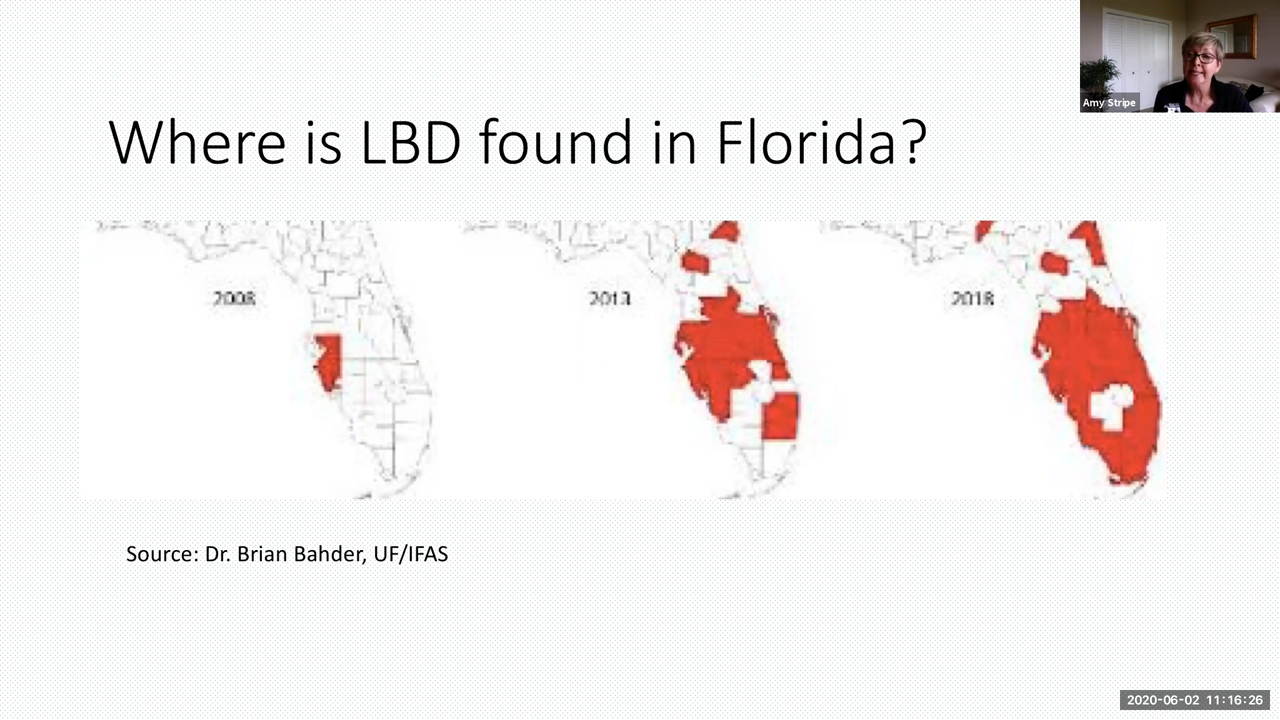 Amy Stripe
Where is LBD found in Florida?
2008
2013
2018
Source: Dr. Brian Bahder, UF/IFAS
2020-06-02 11:16:26